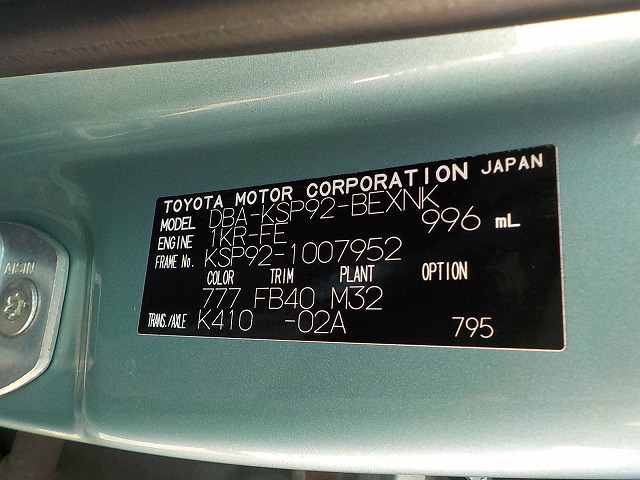 TOYOTA MOTOR CORPORATION JAPAN
MODEL DBA-KSP92-BEXNK
ENGINE 1KR-FE 996 mL
FRAME No. KSP92-1007952
COLOR TRIM PLANT OPTION
777 FB40 M32
TRANS./AXLE K410 -02A 795
AISIN